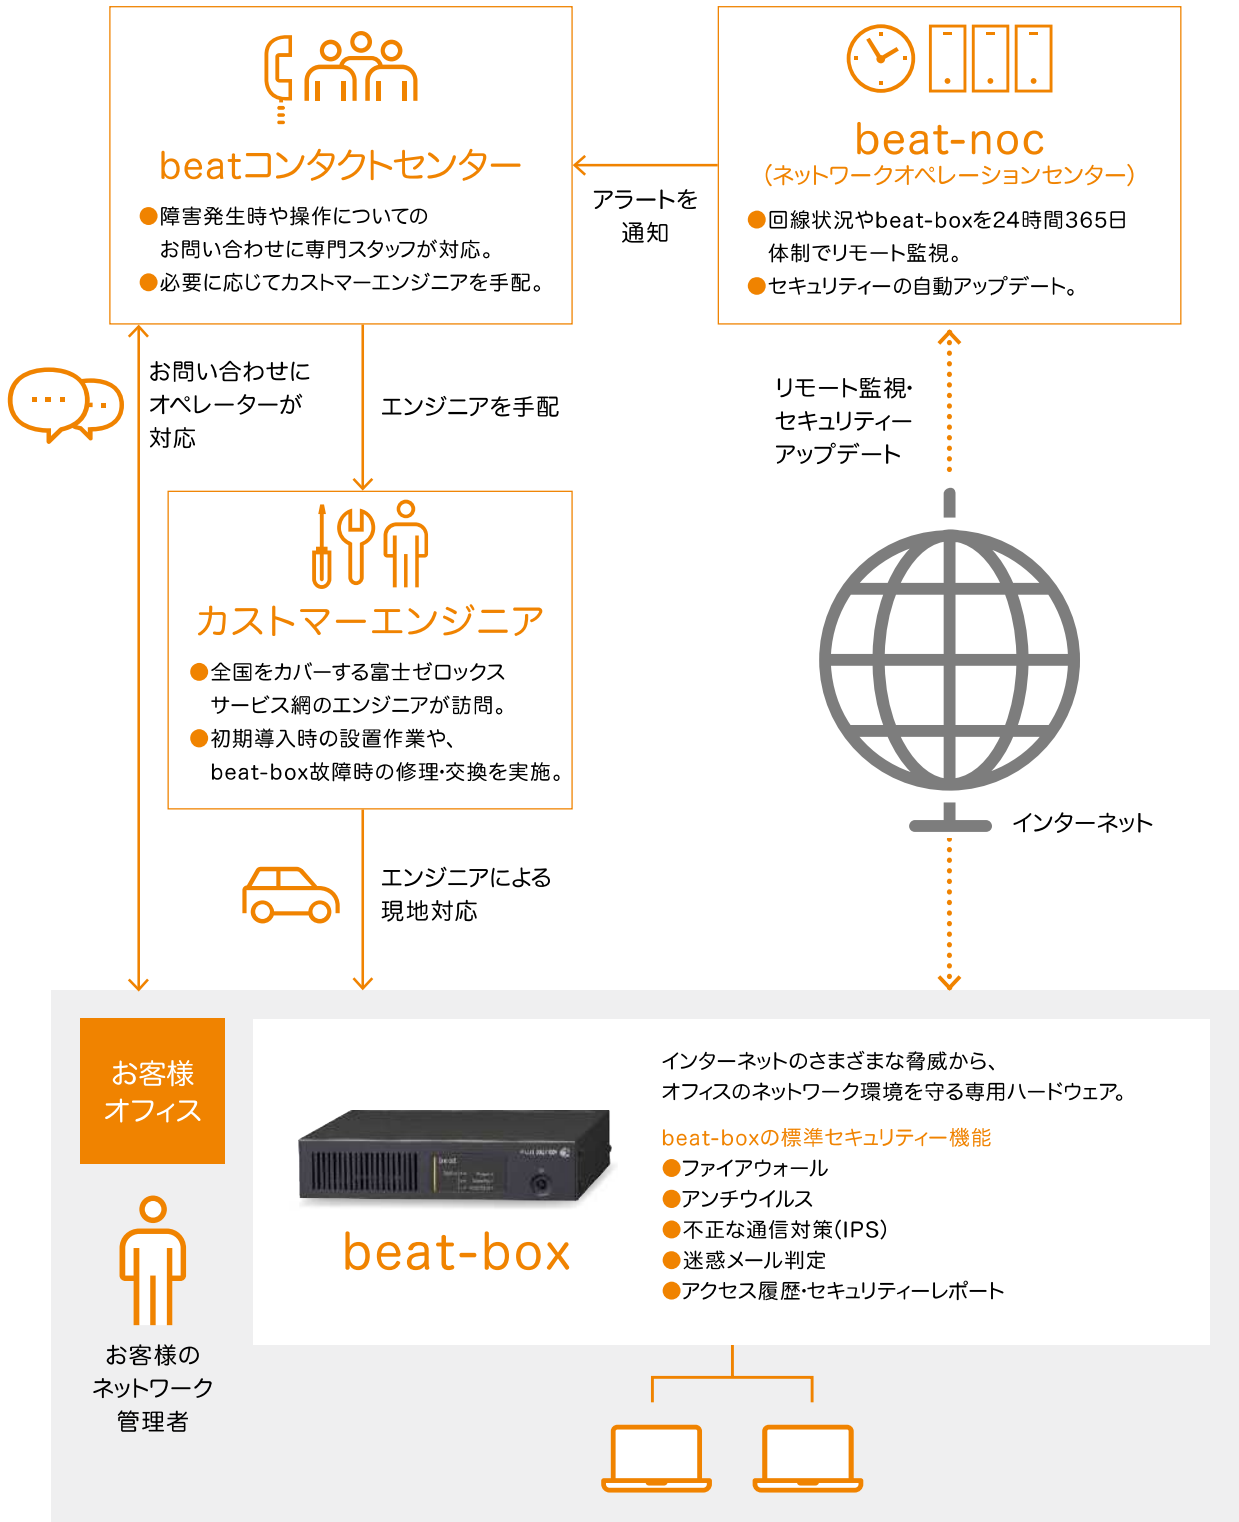 beatコンタクトセンター
●障害発生時や操作についての
お問い合わせに専門スタッフが対応。
●必要に応じてカストマーエンジニアを手配。
アラートを
通知
beat-noc
(ネットワークオペレーションセンター)
●回線状況やbeat-boxを24時間365日
体制でリモート監視。
●セキュリティーの自動アップデート。
お問い合わせに
オペレーターが
対応
エンジニアを手配
リモート監視・
セキュリティー
アップデート
カストマーエンジニア
●全国をカバーする富士ゼロックス
サービス網のエンジニアが訪問。
●初期導入時の設置作業や、
beat-box故障時の修理・交換を実施。
インターネット
エンジニアによる
現地対応
お客様
オフィス
お客様の
ネットワーク
管理者
beat
beat-box
インターネットのさまざまな脅威から、
オフィスのネットワーク環境を守る専用ハードウェア。
beat-boxの標準セキュリティー機能
●ファイアウォール
●アンチウイルス
●不正な通信対策(IPS)
●迷惑メール判定
●アクセス履歴・セキュリティーレポート